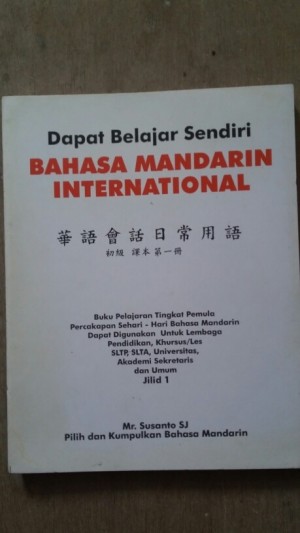 Dapat Belajar Sendiri
BAHASA MANDARIN
INTERNATIONAL
華語會話日常用語
初級 課本 第一冊
Buku Pelajaran Tingkat Pemula
Percakapan Sehari - Hari Bahasa Mandarin
Dapat Digunakan Untuk Lembaga
Pendidikan, Khursus/Les
SLTP, SLTA, Universitas,
Akademi Sekretaris
dan Umum
Jilid 1
Mr. Susanto SJ
Pilih dan Kumpulkan Bahasa Mandarin